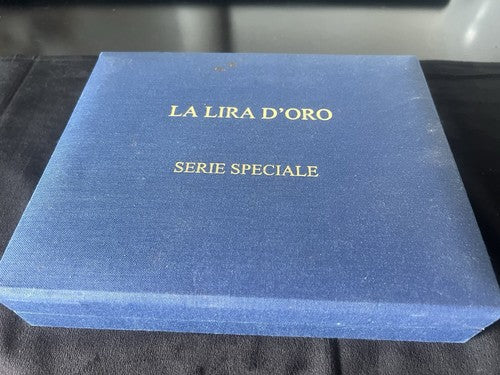 LA LIRA D'ORO
SERIE SPECIALE